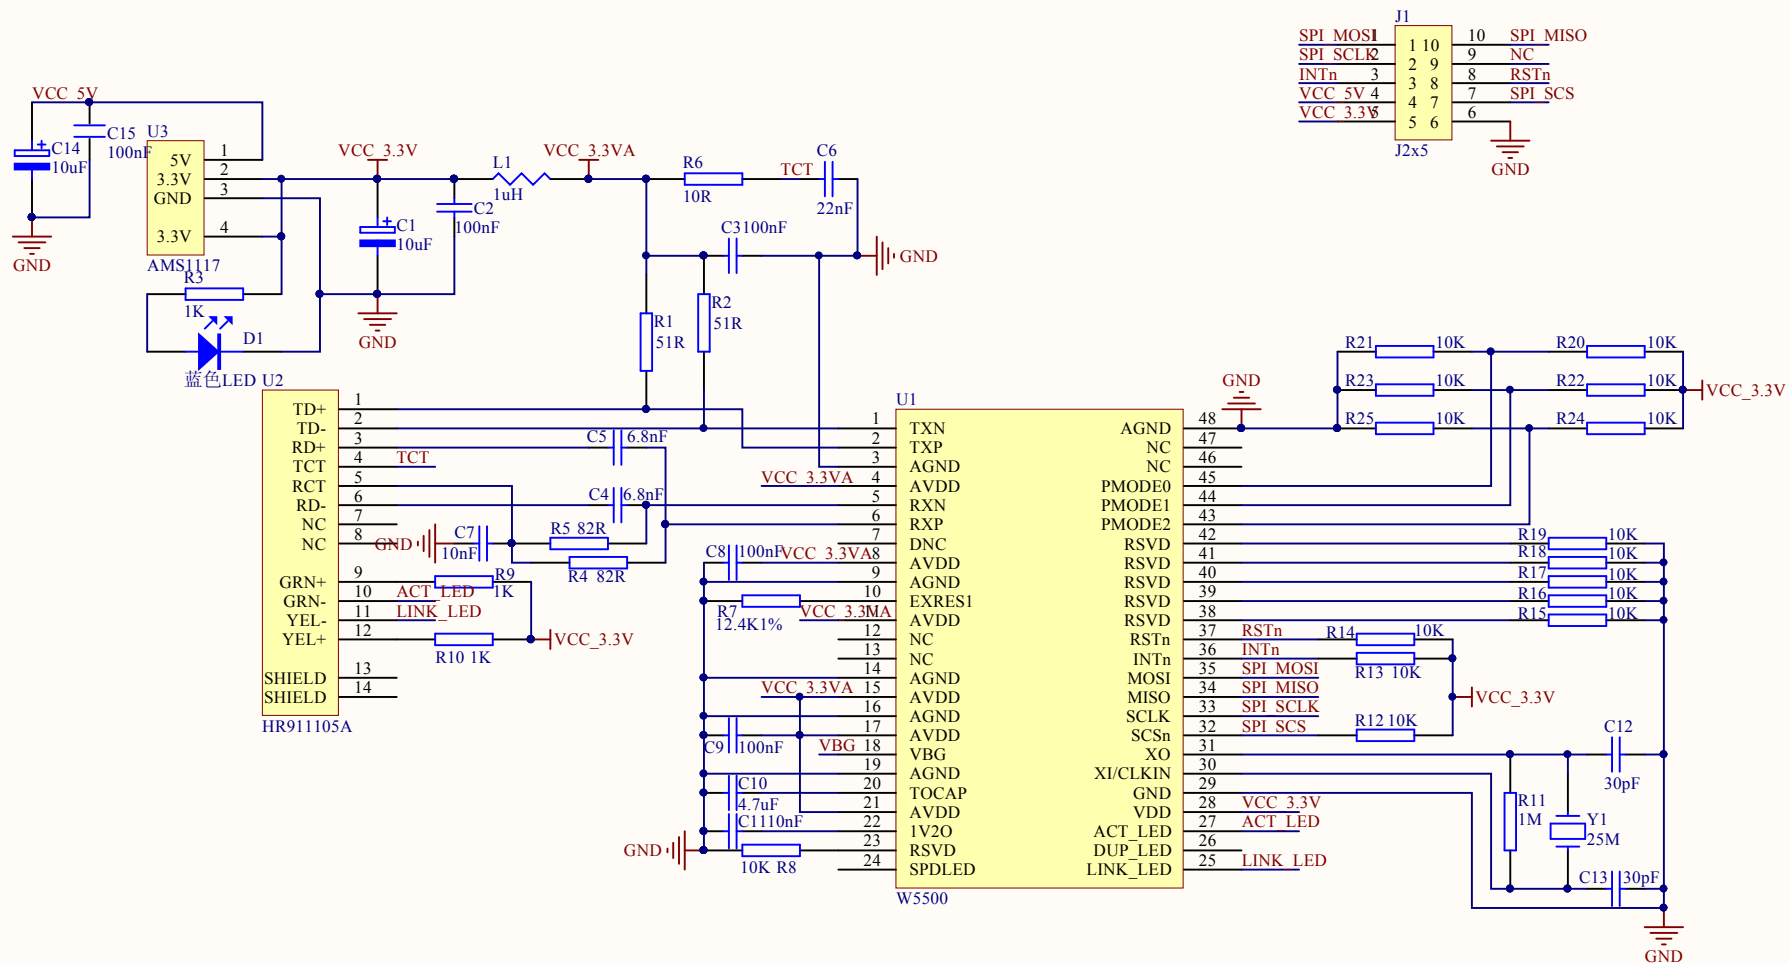 J1
SPI_MOSI 1 1 10 10 SPI_MISO
SPI_SCLK 2 2 9 9 NC
INTn 3 3 8 8 RSTn
VCC_5V 4 4 7 7 SPI_SCS
VCC_3.3V 5 5 6 6
J2x5
GND
VCC_5V
C14
10uF
C15
100nF
GND
U3
5V 1
3.3V 2
GND 3
3.3V 4
AMS1117
R3
1K
D1
蓝色LED
VCC_3.3V
C1
10uF
C2
100nF
GND
L1
1uH
VCC_3.3VA
R6
10R
TCT
C6
22nF
C3 100nF
GND
R1
51R
R2
51R
U2
TD+ 1
TD- 2
RD+ 3
TCT 4 TCT
RCT 5
RD- 6
NC 7
NC 8
GRN+ 9
GRN- 10 ACT_LED
YEL- 11 LINK_LED
YEL+ 12
SHIELD 13
SHIELD 14
HR911105A
C5 6.8nF
C4 6.8nF
GND
C7
10nF
R5 82R
R4 82R
R9
1K
R10 1K
VCC_3.3V
U1
1 TXN
2 TXP
3 AGND
VCC_3.3VA 4 AVDD
5 RXN
6 RXP
7 DNC
C8 100nF VCC_3.3VA 8 AVDD
9 AGND
10 EXRES1
R7
12.4K1%
VCC_3.3VA 11 AVDD
12 NC
13 NC
14 AGND
VCC_3.3VA 15 AVDD
16 AGND
17 AVDD
C9 100nF
VBG 18 VBG
19 AGND
20 TOCAP
C10
4.7uF
21 AVDD
C11 10nF
22 1V2O
GND
23 RSVD
10K R8
24 SPDLED
W5500
GND
AGND 48
NC 47
NC 46
PMODE0 45
PMODE1 44
PMODE2 43
RSVD 42
RSVD 41
RSVD 40
RSVD 39
RSVD 38
RSTn 37 RSTn
INTn 36 INTn
MOSI 35 SPI_MOSI
MISO 34 SPI_MISO
SCLK 33 SPI_SCLK
SCSn 32 SPI_SCS
XO 31
XI/CLKIN 30
GND 29
VDD 28 VCC_3.3V
ACT_LED 27 ACT_LED
DUP_LED 26
LINK_LED 25 LINK_LED
R21 10K R20 10K
R23 10K R22 10K
VCC_3.3V
R25 10K R24 10K
R19 10K
R18 10K
R17 10K
R16 10K
R15 10K
R14 10K
R13 10K
VCC_3.3V
R12 10K
C12
30pF
R11
1M
Y1
25M
C13 30pF
GND